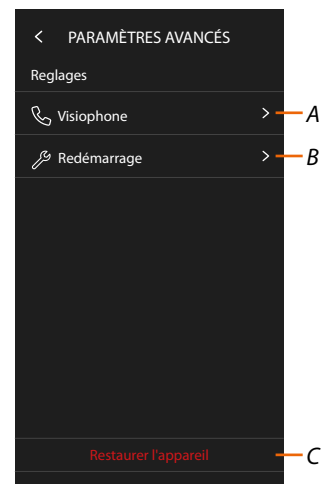 PARAMÈTRES AVANCÉS
Reglages
Visiophone
A
Redémarrage
B
Restaurer l'appareil
C